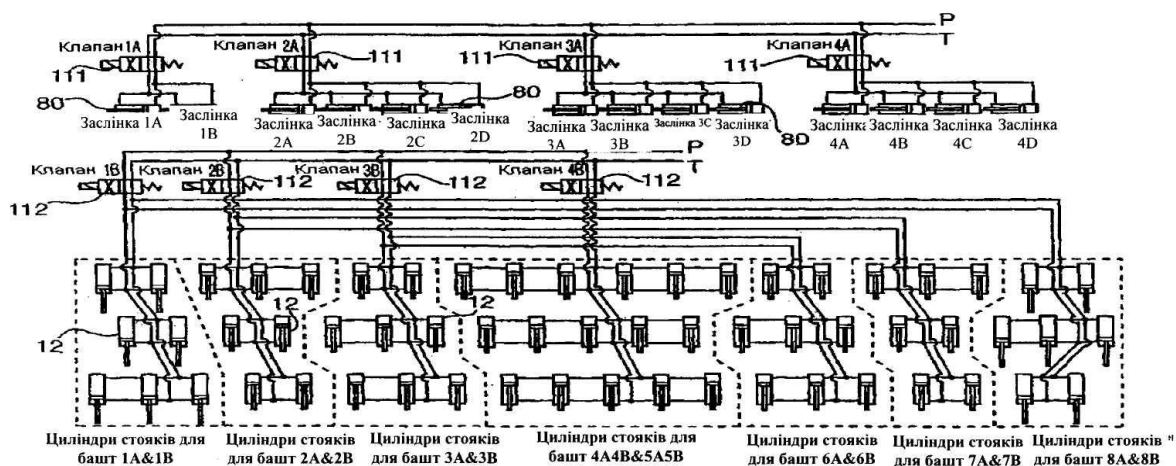 P
T
Клапан 1A
Клапан 2A
Клапан 3A
Клапан 4A
111
111
111
111
80
80
80
Заслінка 1A
Заслінка 1B
Заслінка 2A
Заслінка 2B
Заслінка 2C
Заслінка 2D
Заслінка 3A
Заслінка 3B
Заслінка 3C
Заслінка 3D
Заслінка 4A
Заслінка 4B
Заслінка 4C
Заслінка 4D
P
T
Клапан 1B
Клапан 2B
Клапан 3B
Клапан 4B
112
112
112
112
12
12
12
Циліндри стояків для
башт 1A&1B
Циліндри стояків
для башт 2A&2B
Циліндри стояків
для башт 3A&3B
Циліндри стояків для
башт 4A4B&5A5B
Циліндри стояків
для башт 6A&6B
Циліндри стояків
для башт 7A&7B
Циліндри стояків
для башт 8A&8B